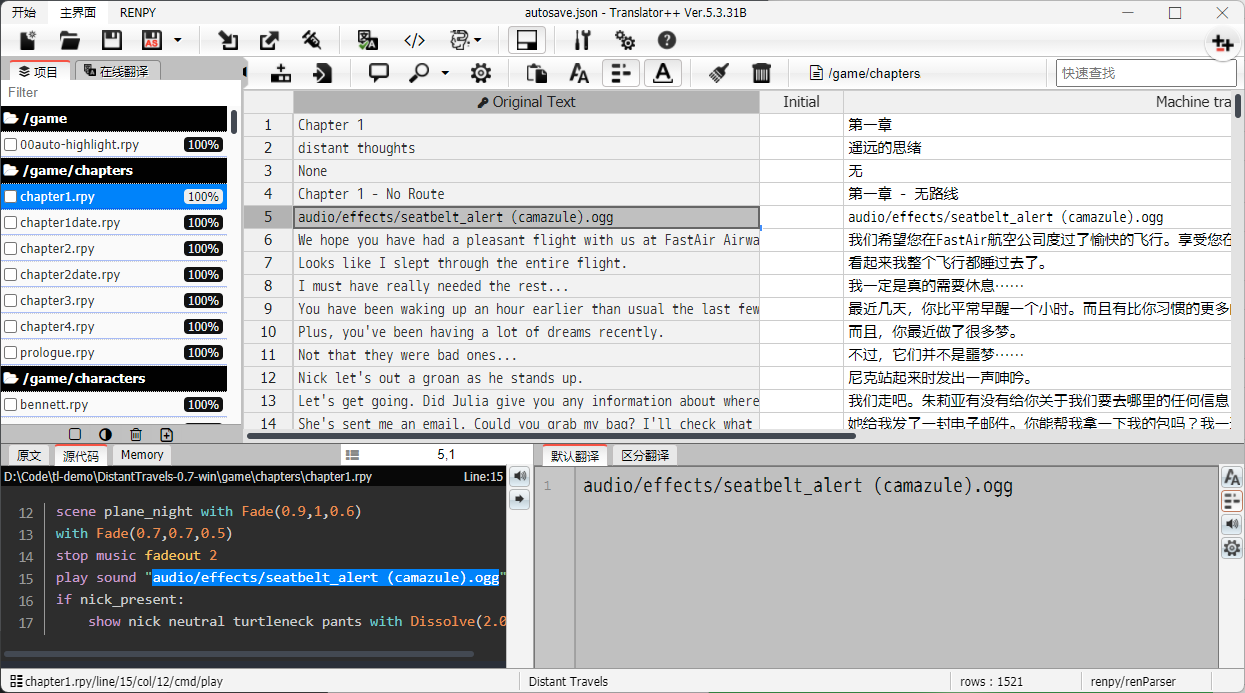 开始 主界面 RENPY autosave.json - Translator++ Ver.5.3.31B
项目 在线翻译 /game/chapters 快速查找
Filter
/game
00auto-highlight.rpy 100%
/game/chapters
chapter1.rpy 100%
chapter1date.rpy 100%
chapter2.rpy 100%
chapter2date.rpy 100%
chapter3.rpy 100%
chapter4.rpy 100%
prologue.rpy 100%
/game/characters
bennett.rpy 100%
Original Text Initial Machine tra
1 Chapter 1 第一章
2 distant thoughts 遥远的思绪
3 None 无
4 Chapter 1 - No Route 第一章 - 无路线
5 audio/effects/seatbelt_alert (camazule).ogg audio/effects/seatbelt_alert (camazule).ogg
6 We hope you have had a pleasant flight with us at FastAir Airwa 我们希望您在FastAir航空公司度过了愉快的飞行。享受您在
7 Looks like I slept through the entire flight. 看起来我整个飞行都睡过去了。
8 I must have really needed the rest... 我一定是真的需要休息……
9 You have been waking up an hour earlier than usual the last few 最近几天，你比平常早醒一个小时。而且有比你习惯的更多
10 Plus, you've been having a lot of dreams recently. 而且，你最近做了很多梦。
11 Not that they were bad ones... 不过，它们并不是噩梦……
12 Nick let's out a groan as he stands up. 尼克站起来时发出一声呻吟。
13 Let's get going. Did Julia give you any information about where 我们走吧。朱莉亚有没有给你关于我们要去哪里的任何信息
14 She's sent me an email. Could you grab my bag? I'll check what 她给我发了一封电子邮件。你能帮我拿一下我的包吗？我一
原文 源代码 Memory 5,1
D:\Code\tl-demo\DistantTravels-0.7-win\game\chapters\chapter1.rpy Line:15
12 scene plane_night with Fade(0.9,1,0.6)
13 with Fade(0.7,0.7,0.5)
14 stop music fadeout 2
15 play sound "audio/effects/seatbelt_alert (camazule).ogg"
16 if nick_present:
17 show nick neutral turtleneck pants with Dissolve(2.0
默认翻译 区分翻译
1 audio/effects/seatbelt_alert (camazule).ogg
chapter1.rpy/line/15/col/12/cmd/play Distant Travels rows : 1521 renpy/renParser